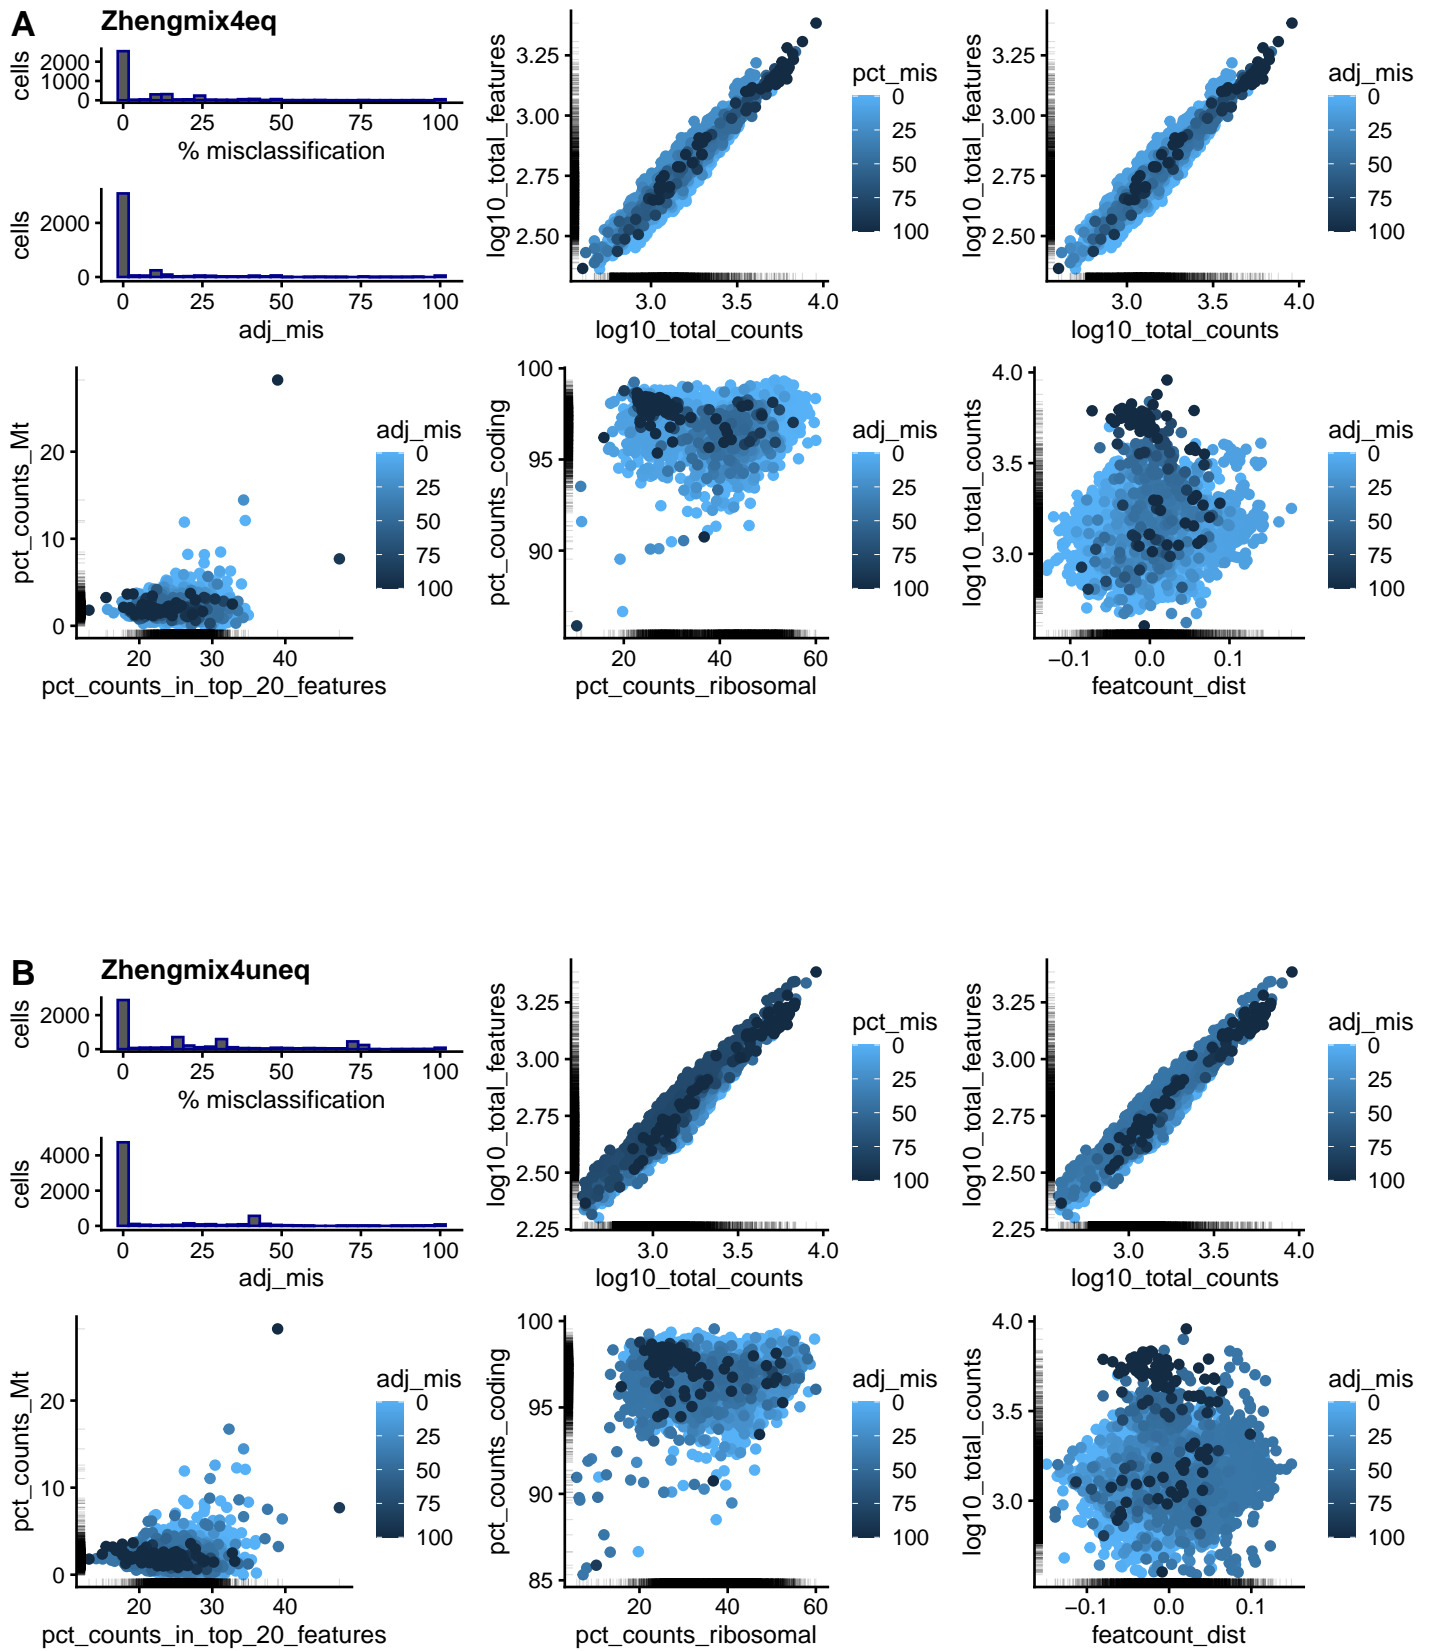 A
Zhengmix4eq
cells
2000
1000
0
0 25 50 75 100
% misclassification
cells
2000
0
0 25 50 75 100
adj_mis
log10_total_features
3.25
3.00
2.75
2.50
3.0 3.5 4.0
log10_total_counts
pct_mis
0
25
50
75
100
log10_total_features
3.25
3.00
2.75
2.50
3.0 3.5 4.0
log10_total_counts
adj_mis
0
25
50
75
100
pct_counts_Mt
20
10
0
20 30 40
pct_counts_in_top_20_features
adj_mis
0
25
50
75
100
pct_counts_coding
100
95
90
20 40 60
pct_counts_ribosomal
adj_mis
0
25
50
75
100
log10_total_counts
4.0
3.5
3.0
−0.1 0.0 0.1
featcount_dist
adj_mis
0
25
50
75
100
B
Zhengmix4uneq
cells
2000
0
0 25 50 75 100
% misclassification
cells
4000
2000
0
0 25 50 75 100
adj_mis
log10_total_features
3.25
3.00
2.75
2.50
2.25
3.0 3.5 4.0
log10_total_counts
pct_mis
0
25
50
75
100
log10_total_features
3.25
3.00
2.75
2.50
2.25
3.0 3.5 4.0
log10_total_counts
adj_mis
0
25
50
75
100
pct_counts_Mt
20
10
0
20 30 40
pct_counts_in_top_20_features
adj_mis
0
25
50
75
100
pct_counts_coding
100
95
90
85
20 40 60
pct_counts_ribosomal
adj_mis
0
25
50
75
100
log10_total_counts
4.0
3.5
3.0
−0.1 0.0 0.1
featcount_dist
adj_mis
0
25
50
75
100